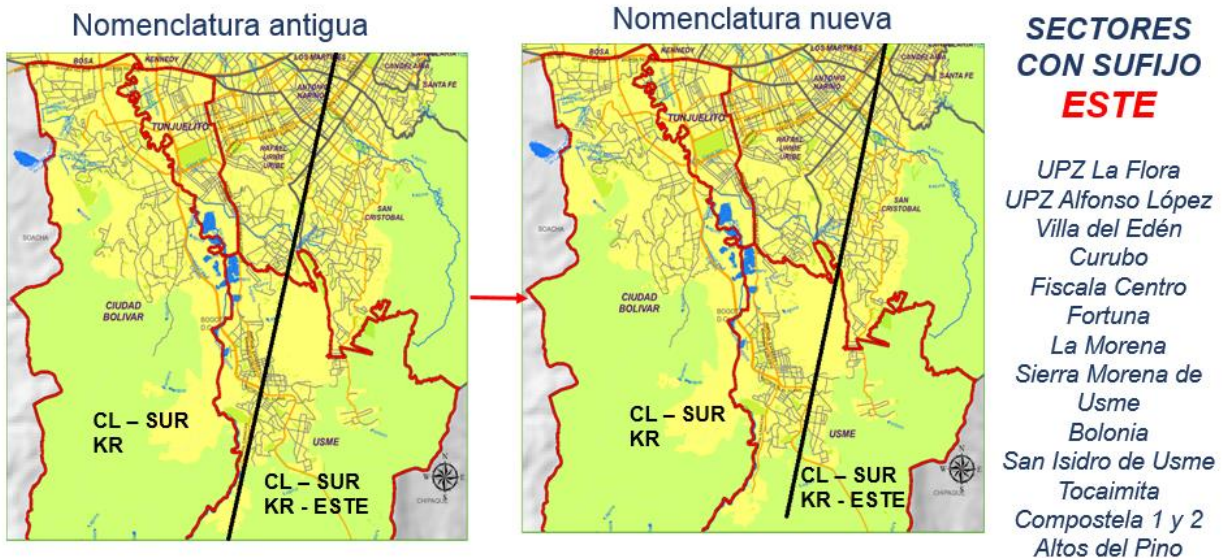 Nomenclatura antigua
Nomenclatura nueva
BOSA
KENNEDY
LOS MARTIRES
CANDELARIA
SANTA FE
ANTONIO
NARIÑO
TUNJUELITO
RAFAEL
URIBE
URIBE
SAN
CRISTOBAL
SOACHA
CIUDAD
BOLIVAR
BOGOTA
D.C.
CL – SUR
KR
USME
CL – SUR
KR - ESTE
N
E
S
CHIPAQUE
BOSA
KENNEDY
LOS MARTIRES
CANDELARIA
SANTA FE
ANTONIO
NARIÑO
TUNJUELITO
RAFAEL
URIBE
URIBE
SAN
CRISTOBAL
SOACHA
CIUDAD
BOLIVAR
BOGOTA
D.C.
CL – SUR
KR
USME
CL – SUR
KR - ESTE
N
E
S
CHIPAQUE
SECTORES
CON SUFIJO
ESTE
UPZ La Flora
UPZ Alfonso López
Villa del Edén
Curubo
Fiscala Centro
Fortuna
La Morena
Sierra Morena de
Usme
Bolonia
San Isidro de Usme
Tocaimita
Compostela 1 y 2
Altos del Pino